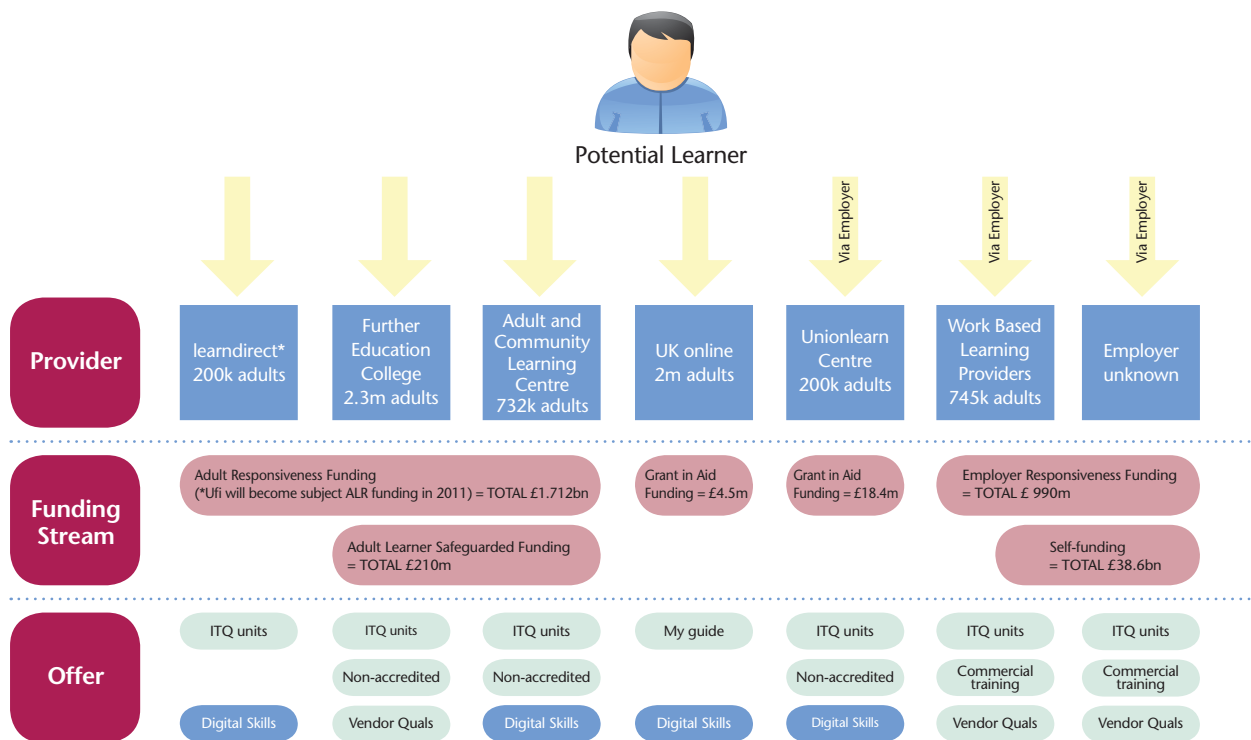 Potential Learner
Via Employer
Via Employer
Via Employer
Provider
learndirect*
200k adults
Further
Education
College
2.3m adults
Adult and
Community
Learning
Centre
732k adults
UK online
2m adults
Unionlearn
Centre
200k adults
Work Based
Learning
Providers
745k adults
Employer
unknown
Funding
Stream
Adult Responsiveness Funding
(*Ufi will become subject ALR funding in 2011) = TOTAL £1.712bn
Grant in Aid
Funding = £4.5m
Grant in Aid
Funding = £18.4m
Employer Responsiveness Funding
= TOTAL £ 990m
Adult Learner Safeguarded Funding
= TOTAL £210m
Self-funding
= TOTAL £38.6bn
Offer
ITQ units
ITQ units
ITQ units
My guide
ITQ units
ITQ units
ITQ units
Non-accredited
Non-accredited
Non-accredited
Commercial
training
Commercial
training
Digital Skills
Vendor Quals
Digital Skills
Digital Skills
Digital Skills
Vendor Quals
Vendor Quals